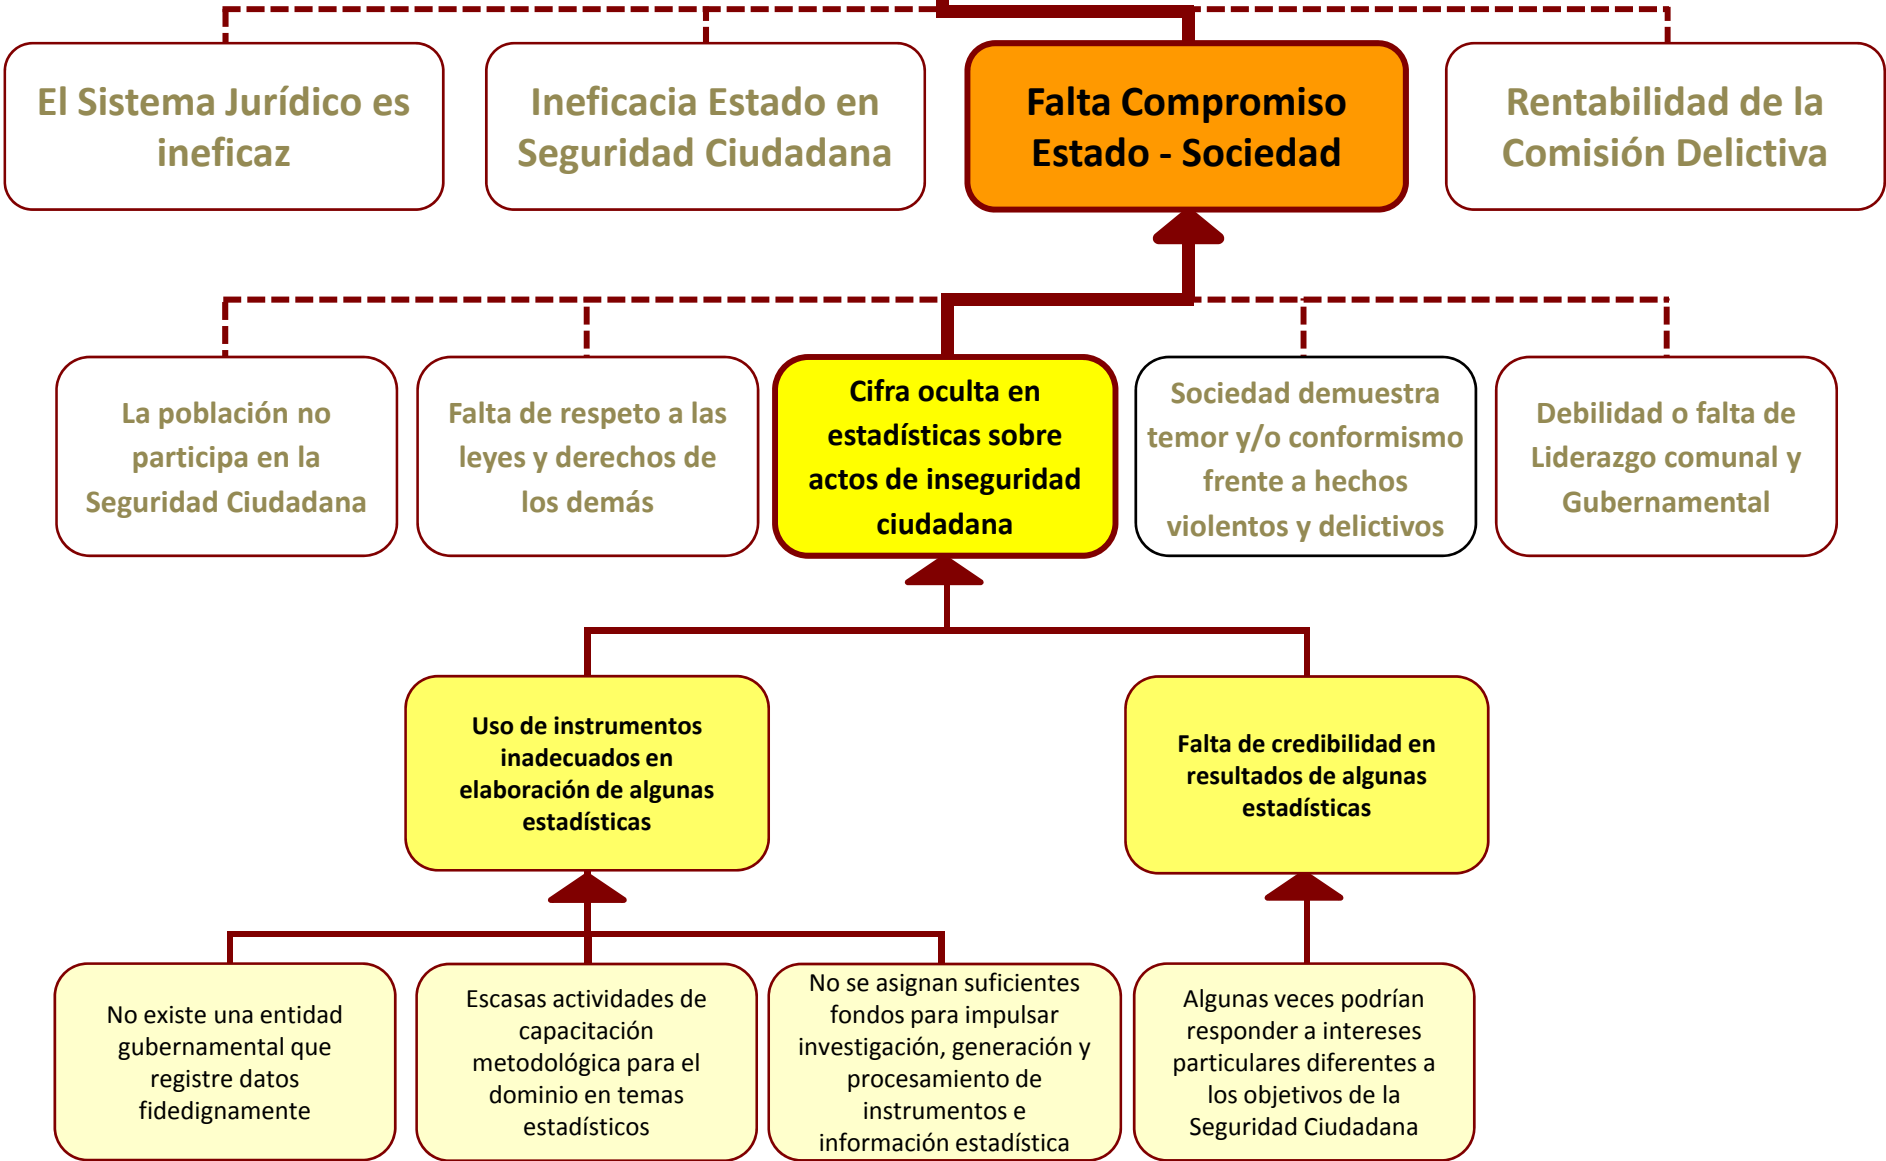 El Sistema Jurídico es
ineficaz
Ineficacia Estado en
Seguridad Ciudadana
Falta Compromiso
Estado - Sociedad
Rentabilidad de la
Comisión Delictiva
La población no
participa en la
Seguridad Ciudadana
Falta de respeto a las
leyes y derechos de
los demás
Cifra oculta en
estadísticas sobre
actos de inseguridad
ciudadana
Sociedad demuestra
temor y/o conformismo
frente a hechos
violentos y delictivos
Debilidad o falta de
Liderazgo comunal y
Gubernamental
Uso de instrumentos
inadecuados en
elaboración de algunas
estadísticas
Falta de credibilidad en
resultados de algunas
estadísticas
No existe una entidad
gubernamental que
registre datos
fidedignamente
Escasas actividades de
capacitación
metodológica para el
dominio en temas
estadísticos
No se asignan suficientes
fondos para impulsar
investigación, generación y
procesamiento de
instrumentos e
información estadística
Algunas veces podrían
responder a intereses
particulares diferentes a
los objetivos de la
Seguridad Ciudadana